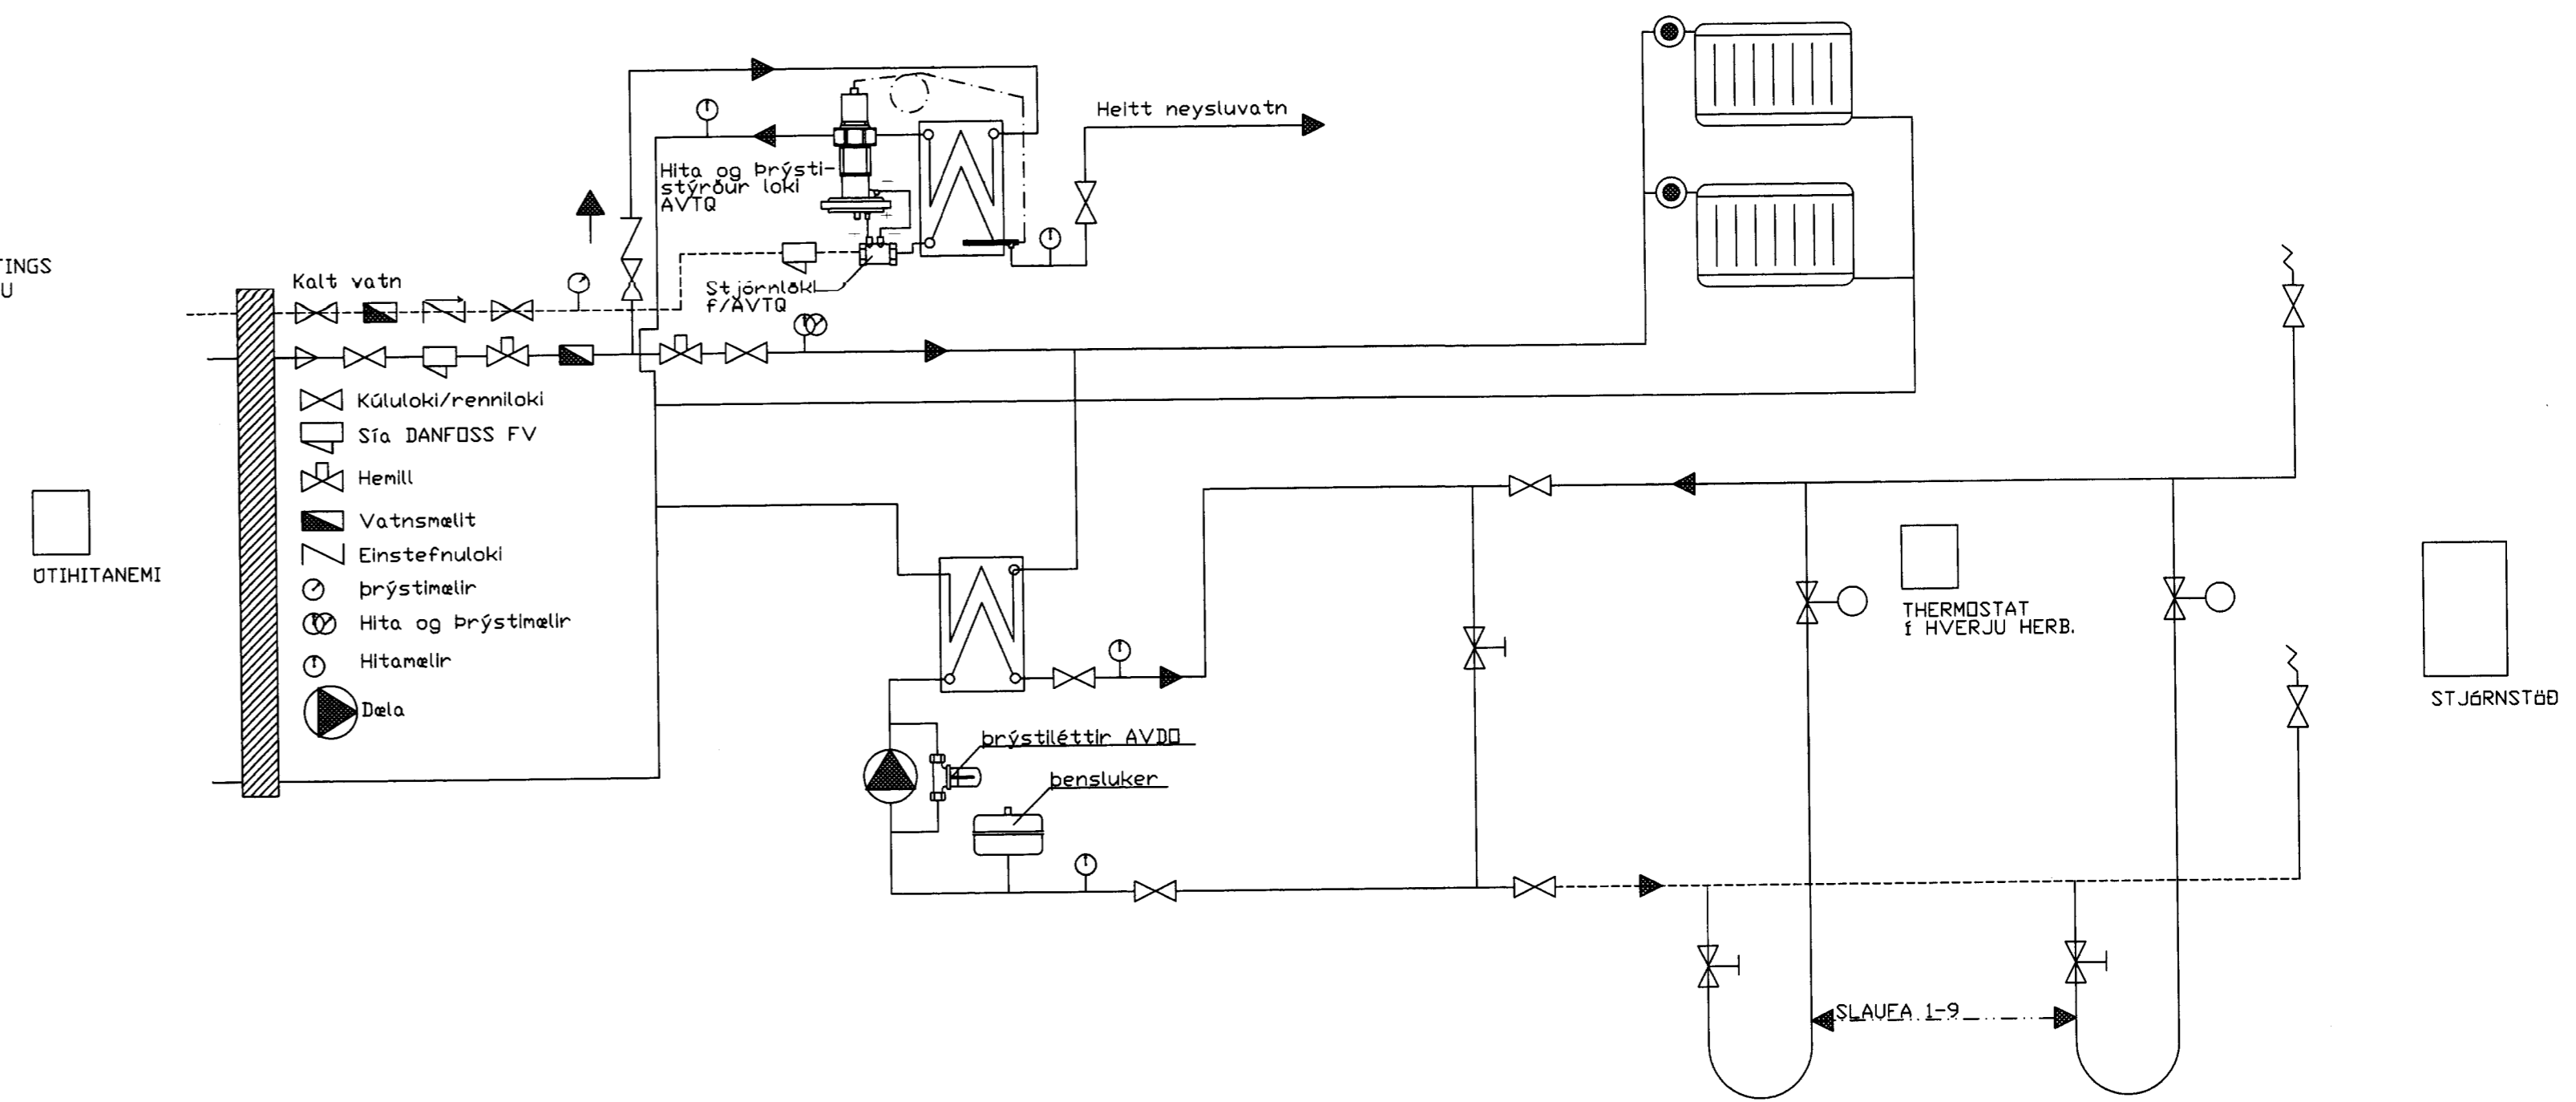 TINGS
U
Kalt vatn
Heitt neysluvatn
Hita og Þrýsti-
stýrður loki
AVTQ
Stjórnloki
f/AVTQ
Kúluloki/renniloki
Sía DANFOSS FV
Hemill
Vatnsmælit
Einstefnuloki
Þrýstimælir
Hita og Þrýstimælir
Hitamælir
Dæla
ÚTIHITANEMI
Þrýstiléttir AVDO
Þensluker
THERMOSTAT
Í HVERJU HERB.
STJÓRNSTÖÐ
SLAUFA 1-9